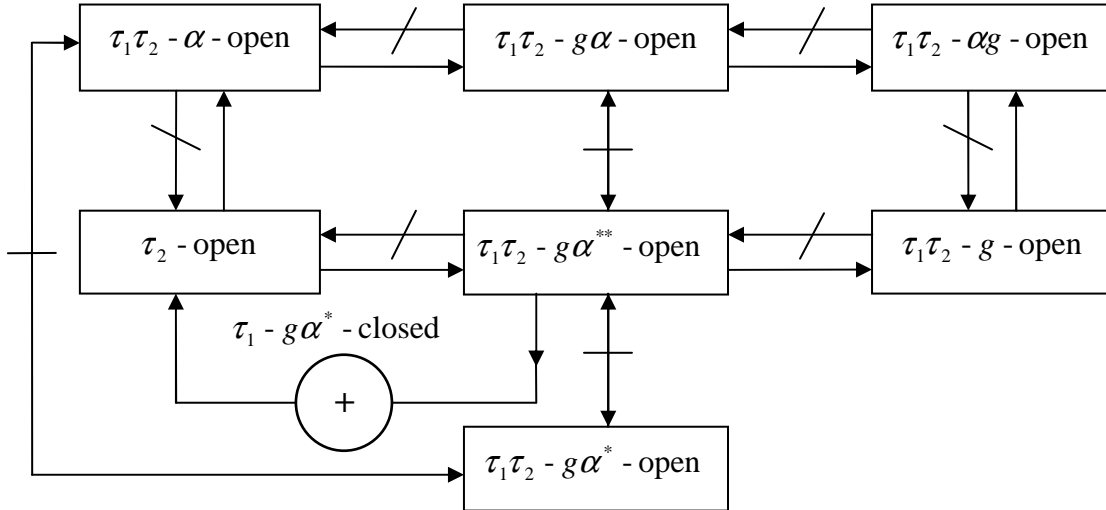 τ₁τ₂ - α - open
τ₁τ₂ - gα - open
τ₁τ₂ - αg - open
τ₂ - open
τ₁τ₂ - gα** - open
τ₁τ₂ - g - open
τ₁ - gα* - closed
+
τ₁τ₂ - gα* - open